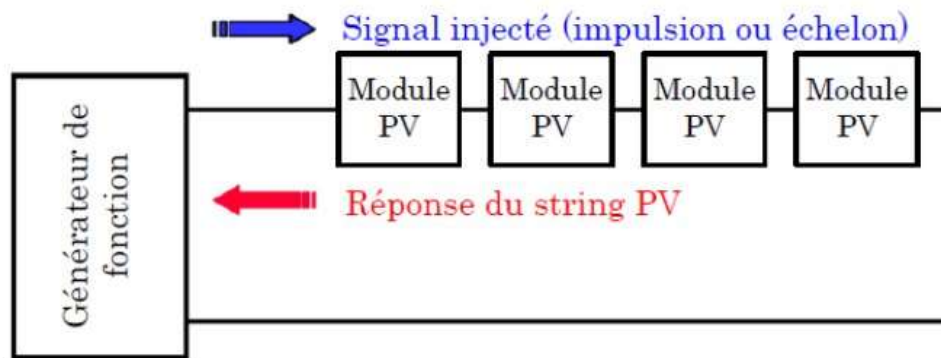 Signal injecté (impulsion ou échelon)
Module
PV
Module
PV
Module
PV
Module
PV
Générateur de
fonction
Réponse du string PV